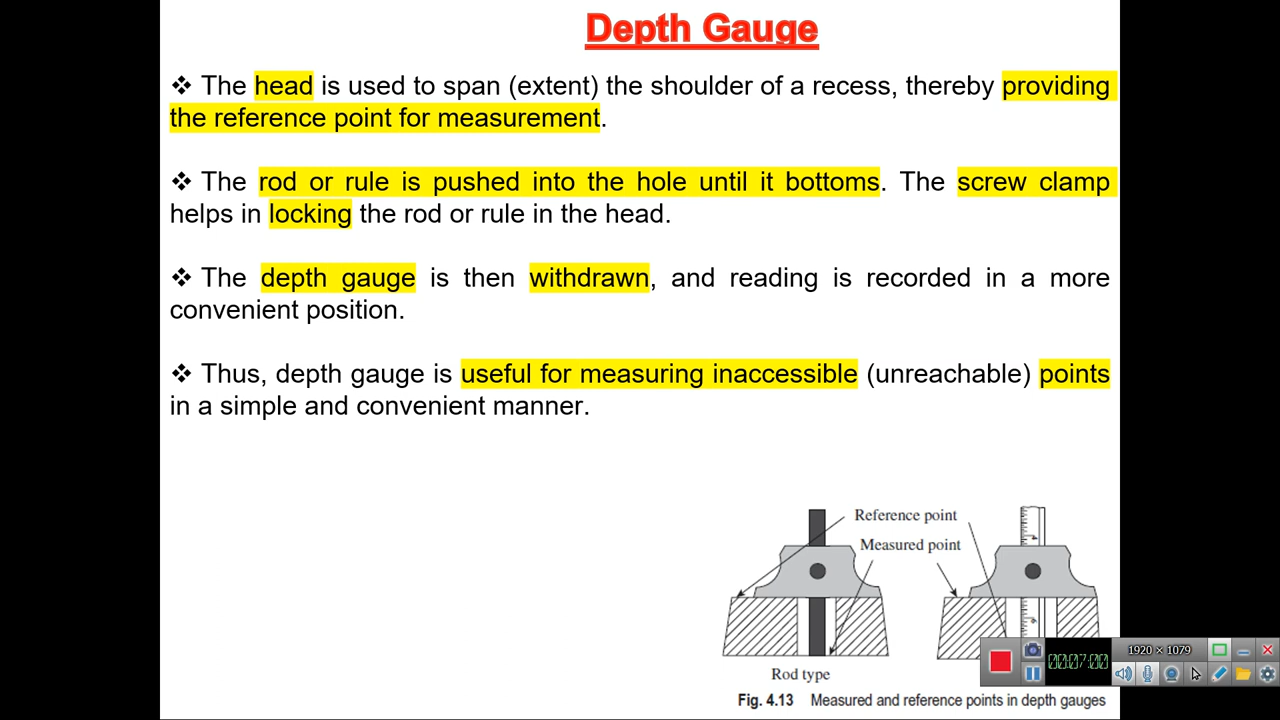 Depth Gauge
❖ The head is used to span (extent) the shoulder of a recess, thereby providing
the reference point for measurement.
❖ The rod or rule is pushed into the hole until it bottoms. The screw clamp
helps in locking the rod or rule in the head.
❖ The depth gauge is then withdrawn, and reading is recorded in a more
convenient position.
❖ Thus, depth gauge is useful for measuring inaccessible (unreachable) points
in a simple and convenient manner.
Reference point
Measured point
1920 × 1079
00:07:00
Rod type
Fig. 4.13 Measured and reference points in depth gauges